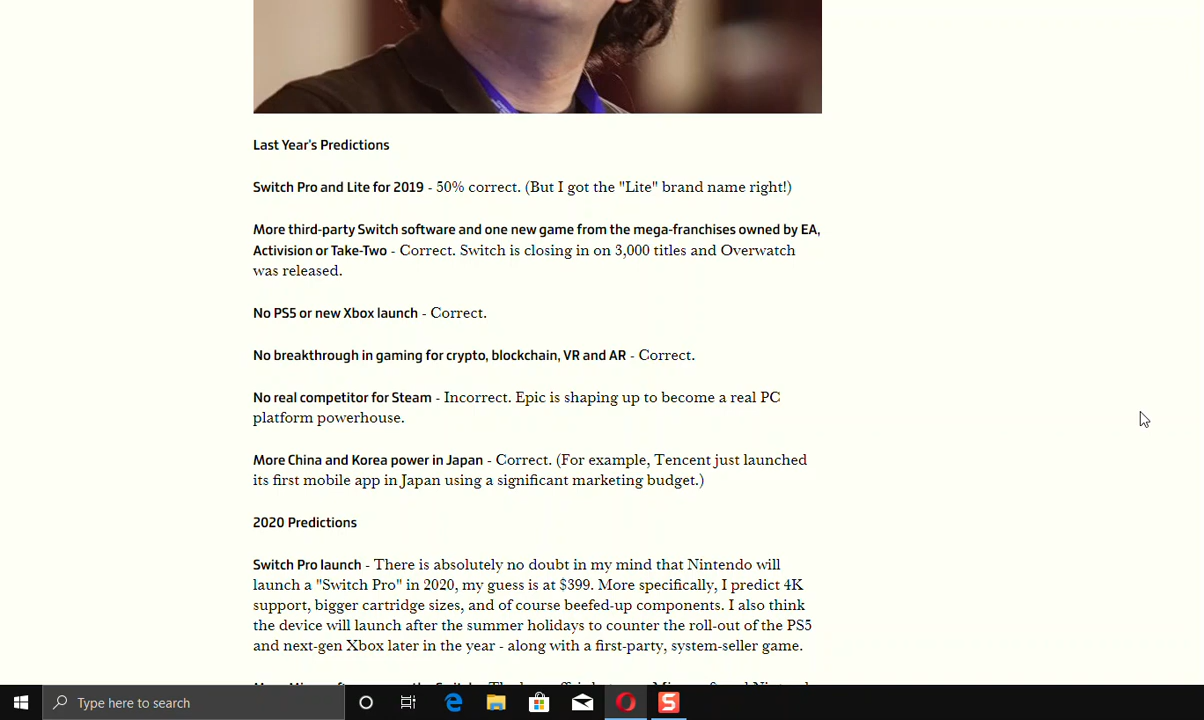 Last Year's Predictions
Switch Pro and Lite for 2019 - 50% correct. (But I got the "Lite" brand name right!)
More third-party Switch software and one new game from the mega-franchises owned by EA,
Activision or Take-Two - Correct. Switch is closing in on 3,000 titles and Overwatch
was released.
No PS5 or new Xbox launch - Correct.
No breakthrough in gaming for crypto, blockchain, VR and AR - Correct.
No real competitor for Steam - Incorrect. Epic is shaping up to become a real PC
platform powerhouse.
More China and Korea power in Japan - Correct. (For example, Tencent just launched
its first mobile app in Japan using a significant marketing budget.)
2020 Predictions
Switch Pro launch - There is absolutely no doubt in my mind that Nintendo will
launch a "Switch Pro" in 2020, my guess is at $399. More specifically, I predict 4K
support, bigger cartridge sizes, and of course beefed-up components. I also think
the device will launch after the summer holidays to counter the roll-out of the PS5
and next-gen Xbox later in the year - along with a first-party, system-seller game.
Type here to search